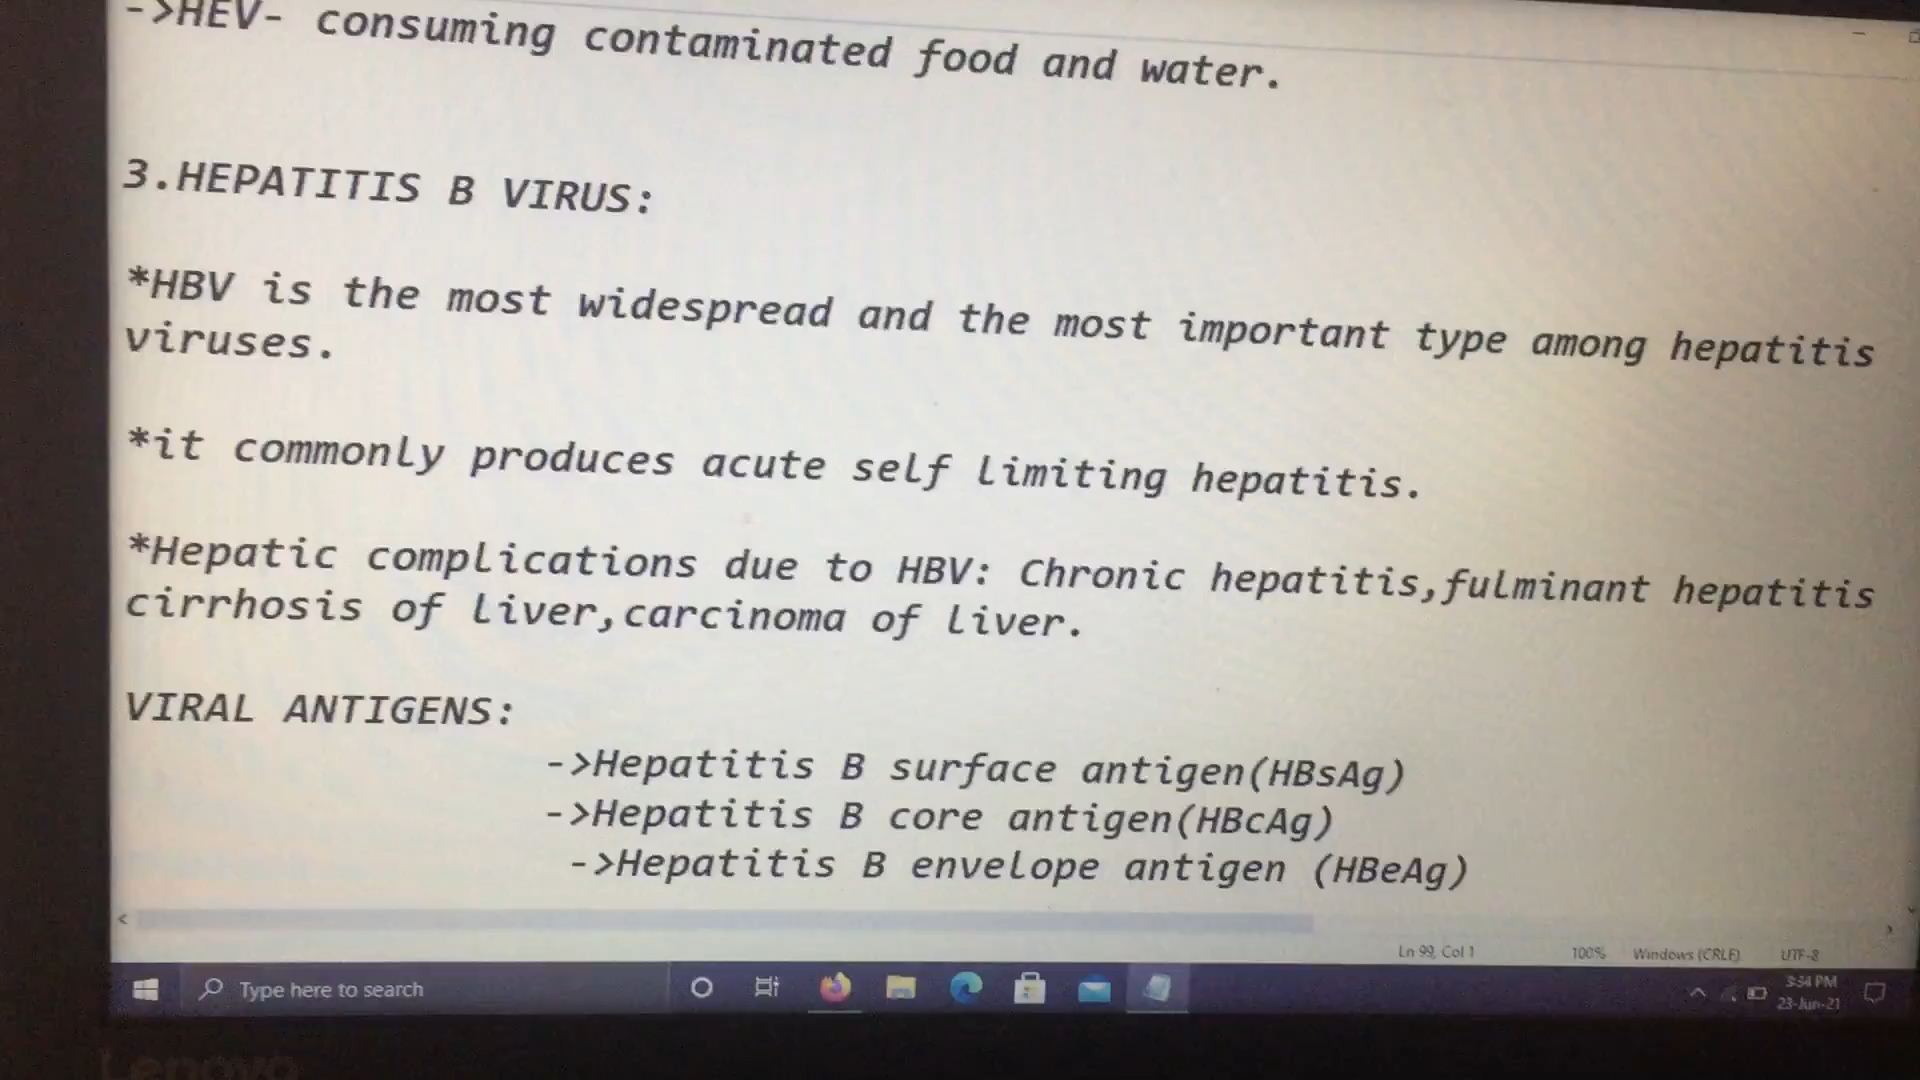 ->HEV- consuming contaminated food and water.
3.HEPATITIS B VIRUS:
*HBV is the most widespread and the most important type among hepatitis
viruses.
*it commonly produces acute self limiting hepatitis.
*Hepatic complications due to HBV: Chronic hepatitis,fulminant hepatitis
cirrhosis of liver,carcinoma of liver.
VIRAL ANTIGENS:
->Hepatitis B surface antigen(HBsAg)
->Hepatitis B core antigen(HBcAg)
->Hepatitis B envelope antigen (HBeAg)
Ln 99, Col 1 100% Windows (CRLF) UTF-8
Type here to search
3:34 PM
23-Jun-21
Lenovo